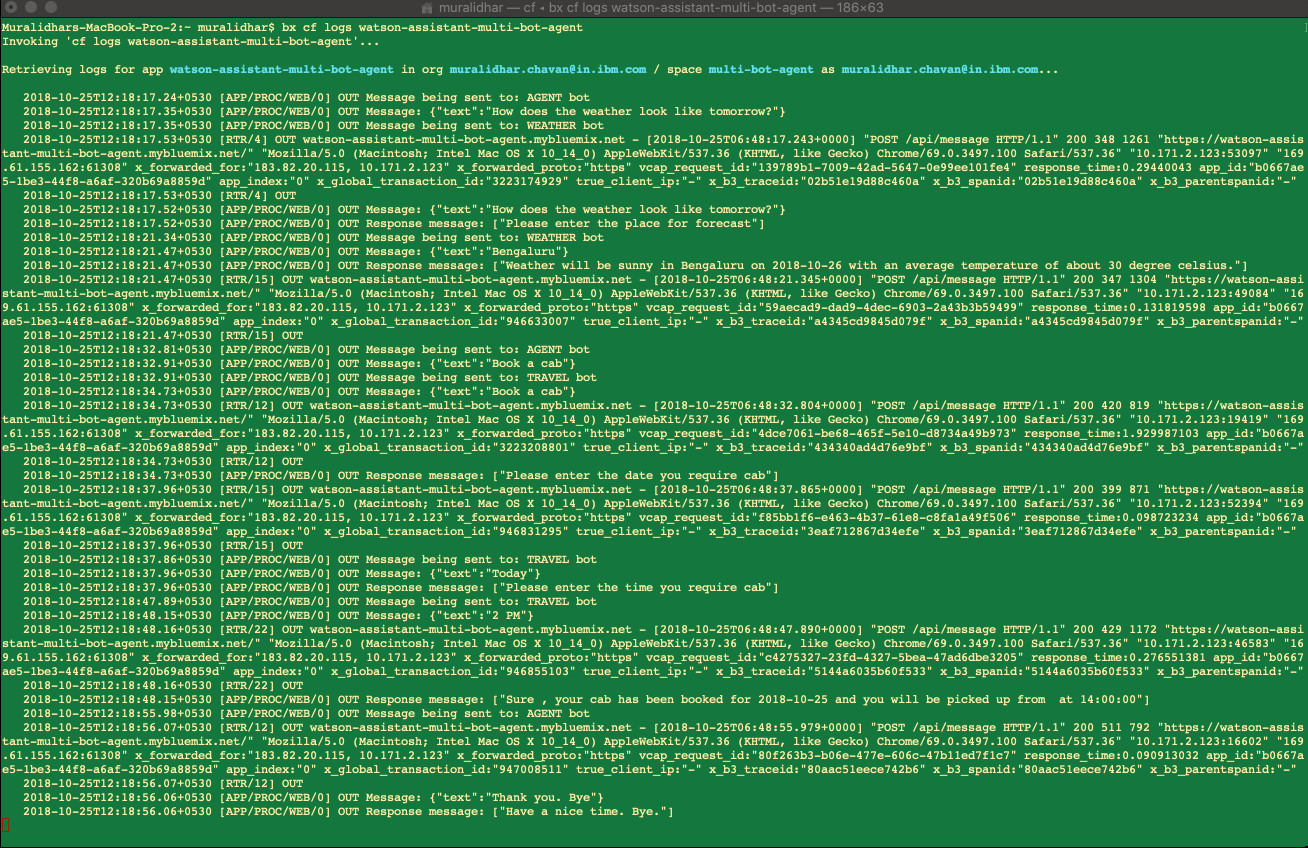 muralidhar — cf ◂ bx cf logs watson-assistant-multi-bot-agent — 186×63
Muralidhars-MacBook-Pro-2:~ muralidhar$ bx cf logs watson-assistant-multi-bot-agent
Invoking 'cf logs watson-assistant-multi-bot-agent'...
Retrieving logs for app watson-assistant-multi-bot-agent in org muralidhar.chavan@in.ibm.com / space multi-bot-agent as muralidhar.chavan@in.ibm.com...
2018-10-25T12:18:17.24+0530 [APP/PROC/WEB/0] OUT Message being sent to: AGENT bot
2018-10-25T12:18:17.35+0530 [APP/PROC/WEB/0] OUT Message: {"text":"How does the weather look like tomorrow?"}
2018-10-25T12:18:17.35+0530 [APP/PROC/WEB/0] OUT Message being sent to: WEATHER bot
2018-10-25T12:18:17.53+0530 [RTR/4] OUT watson-assistant-multi-bot-agent.mybluemix.net - [2018-10-25T06:48:17.243+0000] "POST /api/message HTTP/1.1" 200 348 1261 "https://watson-assis
tant-multi-bot-agent.mybluemix.net/" "Mozilla/5.0 (Macintosh; Intel Mac OS X 10_14_0) AppleWebKit/537.36 (KHTML, like Gecko) Chrome/69.0.3497.100 Safari/537.36" "10.171.2.123:53097" "169
.61.155.162:61308" x_forwarded_for:"183.82.20.115, 10.171.2.123" x_forwarded_proto:"https" vcap_request_id:"139789b1-7009-42ad-5647-0e99ee101fe4" response_time:0.29440043 app_id:"b0667ae
5-1be3-44f8-a6af-320b69a8859d" app_index:"0" x_global_transaction_id:"3223174929" true_client_ip:"-" x_b3_traceid:"02b51e19d88c460a" x_b3_spanid:"02b51e19d88c460a" x_b3_parentspanid:"-"
2018-10-25T12:18:17.53+0530 [RTR/4] OUT
2018-10-25T12:18:17.52+0530 [APP/PROC/WEB/0] OUT Message: {"text":"How does the weather look like tomorrow?"}
2018-10-25T12:18:17.52+0530 [APP/PROC/WEB/0] OUT Response message: ["Please enter the place for forecast"]
2018-10-25T12:18:21.34+0530 [APP/PROC/WEB/0] OUT Message being sent to: WEATHER bot
2018-10-25T12:18:21.47+0530 [APP/PROC/WEB/0] OUT Message: {"text":"Bengaluru"}
2018-10-25T12:18:21.47+0530 [APP/PROC/WEB/0] OUT Response message: ["Weather will be sunny in Bengaluru on 2018-10-26 with an average temperature of about 30 degree celsius."]
2018-10-25T12:18:21.47+0530 [RTR/15] OUT watson-assistant-multi-bot-agent.mybluemix.net - [2018-10-25T06:48:21.345+0000] "POST /api/message HTTP/1.1" 200 347 1304 "https://watson-assi
stant-multi-bot-agent.mybluemix.net/" "Mozilla/5.0 (Macintosh; Intel Mac OS X 10_14_0) AppleWebKit/537.36 (KHTML, like Gecko) Chrome/69.0.3497.100 Safari/537.36" "10.171.2.123:49084" "16
9.61.155.162:61308" x_forwarded_for:"183.82.20.115, 10.171.2.123" x_forwarded_proto:"https" vcap_request_id:"59aecad9-dad9-4dec-6903-2a43b3b59499" response_time:0.131819598 app_id:"b0667
ae5-1be3-44f8-a6af-320b69a8859d" app_index:"0" x_global_transaction_id:"946633007" true_client_ip:"-" x_b3_traceid:"a4345cd9845d079f" x_b3_spanid:"a4345cd9845d079f" x_b3_parentspanid:"-"
2018-10-25T12:18:21.47+0530 [RTR/15] OUT
2018-10-25T12:18:32.81+0530 [APP/PROC/WEB/0] OUT Message being sent to: AGENT bot
2018-10-25T12:18:32.91+0530 [APP/PROC/WEB/0] OUT Message: {"text":"Book a cab"}
2018-10-25T12:18:32.91+0530 [APP/PROC/WEB/0] OUT Message being sent to: TRAVEL bot
2018-10-25T12:18:34.73+0530 [APP/PROC/WEB/0] OUT Message: {"text":"Book a cab"}
2018-10-25T12:18:34.73+0530 [RTR/12] OUT watson-assistant-multi-bot-agent.mybluemix.net - [2018-10-25T06:48:32.804+0000] "POST /api/message HTTP/1.1" 200 420 819 "https://watson-assis
tant-multi-bot-agent.mybluemix.net/" "Mozilla/5.0 (Macintosh; Intel Mac OS X 10_14_0) AppleWebKit/537.36 (KHTML, like Gecko) Chrome/69.0.3497.100 Safari/537.36" "10.171.2.123:19419" "169
.61.155.162:61308" x_forwarded_for:"183.82.20.115, 10.171.2.123" x_forwarded_proto:"https" vcap_request_id:"4dce7061-be68-465f-5e10-d8734a49b973" response_time:1.929987103 app_id:"b0667a
e5-1be3-44f8-a6af-320b69a8859d" app_index:"0" x_global_transaction_id:"3223208801" true_client_ip:"-" x_b3_traceid:"434340ad4d76e9bf" x_b3_spanid:"434340ad4d76e9bf" x_b3_parentspanid:"-"
2018-10-25T12:18:34.73+0530 [RTR/12] OUT
2018-10-25T12:18:34.73+0530 [APP/PROC/WEB/0] OUT Response message: ["Please enter the date you require cab"]
2018-10-25T12:18:37.96+0530 [RTR/15] OUT watson-assistant-multi-bot-agent.mybluemix.net - [2018-10-25T06:48:37.865+0000] "POST /api/message HTTP/1.1" 200 399 871 "https://watson-assis
tant-multi-bot-agent.mybluemix.net/" "Mozilla/5.0 (Macintosh; Intel Mac OS X 10_14_0) AppleWebKit/537.36 (KHTML, like Gecko) Chrome/69.0.3497.100 Safari/537.36" "10.171.2.123:52394" "169
.61.155.162:61308" x_forwarded_for:"183.82.20.115, 10.171.2.123" x_forwarded_proto:"https" vcap_request_id:"f85bb1f6-e463-4b37-61e8-c8fa1a49f506" response_time:0.098723234 app_id:"b0667a
e5-1be3-44f8-a6af-320b69a8859d" app_index:"0" x_global_transaction_id:"946831295" true_client_ip:"-" x_b3_traceid:"3eaf712867d34efe" x_b3_spanid:"3eaf712867d34efe" x_b3_parentspanid:"-"
2018-10-25T12:18:37.96+0530 [RTR/15] OUT
2018-10-25T12:18:37.86+0530 [APP/PROC/WEB/0] OUT Message being sent to: TRAVEL bot
2018-10-25T12:18:37.96+0530 [APP/PROC/WEB/0] OUT Message: {"text":"Today"}
2018-10-25T12:18:37.96+0530 [APP/PROC/WEB/0] OUT Response message: ["Please enter the time you require cab"]
2018-10-25T12:18:47.89+0530 [APP/PROC/WEB/0] OUT Message being sent to: TRAVEL bot
2018-10-25T12:18:48.15+0530 [APP/PROC/WEB/0] OUT Message: {"text":"2 PM"}
2018-10-25T12:18:48.16+0530 [RTR/22] OUT watson-assistant-multi-bot-agent.mybluemix.net - [2018-10-25T06:48:47.890+0000] "POST /api/message HTTP/1.1" 200 429 1172 "https://watson-assi
stant-multi-bot-agent.mybluemix.net/" "Mozilla/5.0 (Macintosh; Intel Mac OS X 10_14_0) AppleWebKit/537.36 (KHTML, like Gecko) Chrome/69.0.3497.100 Safari/537.36" "10.171.2.123:46583" "16
9.61.155.162:61308" x_forwarded_for:"183.82.20.115, 10.171.2.123" x_forwarded_proto:"https" vcap_request_id:"c4275327-23fd-4327-5bea-47ad6dbe3205" response_time:0.276551381 app_id:"b0667
ae5-1be3-44f8-a6af-320b69a8859d" app_index:"0" x_global_transaction_id:"946855103" true_client_ip:"-" x_b3_traceid:"5144a6035b60f533" x_b3_spanid:"5144a6035b60f533" x_b3_parentspanid:"-"
2018-10-25T12:18:48.16+0530 [RTR/22] OUT
2018-10-25T12:18:48.15+0530 [APP/PROC/WEB/0] OUT Response message: ["Sure , your cab has been booked for 2018-10-25 and you will be picked up from  at 14:00:00"]
2018-10-25T12:18:55.98+0530 [APP/PROC/WEB/0] OUT Message being sent to: AGENT bot
2018-10-25T12:18:56.07+0530 [RTR/12] OUT watson-assistant-multi-bot-agent.mybluemix.net - [2018-10-25T06:48:55.979+0000] "POST /api/message HTTP/1.1" 200 511 792 "https://watson-assis
tant-multi-bot-agent.mybluemix.net/" "Mozilla/5.0 (Macintosh; Intel Mac OS X 10_14_0) AppleWebKit/537.36 (KHTML, like Gecko) Chrome/69.0.3497.100 Safari/537.36" "10.171.2.123:16602" "169
.61.155.162:61308" x_forwarded_for:"183.82.20.115, 10.171.2.123" x_forwarded_proto:"https" vcap_request_id:"80f263b3-b06e-477e-606c-47b11ed7f1c7" response_time:0.090913032 app_id:"b0667a
e5-1be3-44f8-a6af-320b69a8859d" app_index:"0" x_global_transaction_id:"947008511" true_client_ip:"-" x_b3_traceid:"80aac51eece742b6" x_b3_spanid:"80aac51eece742b6" x_b3_parentspanid:"-"
2018-10-25T12:18:56.07+0530 [RTR/12] OUT
2018-10-25T12:18:56.06+0530 [APP/PROC/WEB/0] OUT Message: {"text":"Thank you. Bye"}
2018-10-25T12:18:56.06+0530 [APP/PROC/WEB/0] OUT Response message: ["Have a nice time. Bye."]